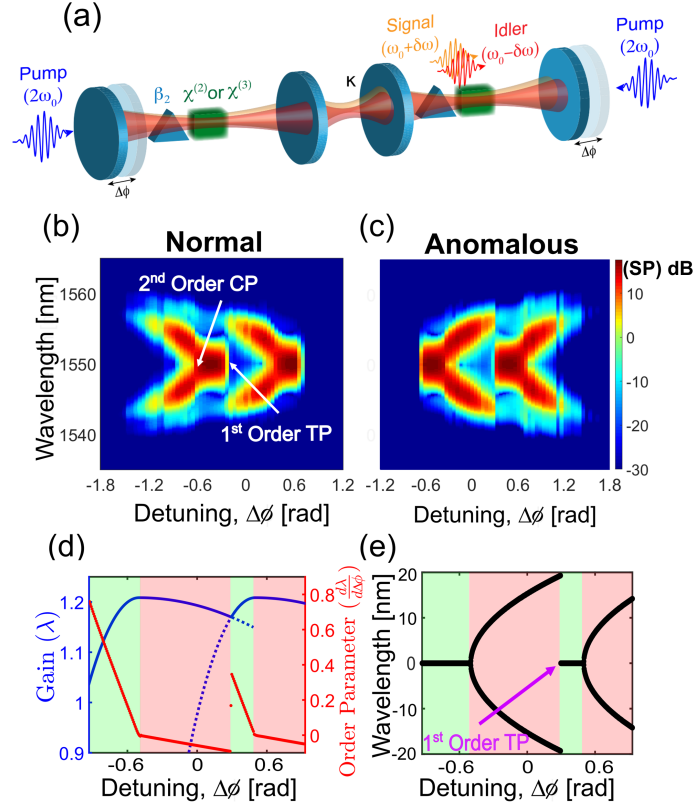 (a)
Signal
(ω₀+δω)
Idler
(ω₀−δω)
Pump
(2ω₀)
Pump
(2ω₀)
β₂
χ⁽²⁾or χ⁽³⁾
κ
Δϕ
Δϕ
(b)
Normal
(c)
Anomalous
Wavelength [nm]
1560
1550
1540
2nd Order CP
1st Order TP
-1.8 -1.2 -0.6 0 0.6 1.2
Detuning, Δϕ [rad]
0
0
0
-1.2 -0.6 0 0.6 1.2 1.8
Detuning, Δϕ [rad]
(SP) dB
10
0
-10
-20
-30
(d)
Gain (λ)
1.2
1.1
1
0.9
-0.6 0 0.6
Detuning, Δϕ [rad]
0.8
0.6
0.4
0.2
0
Order Parameter (dλ/dΔϕ)
(e)
Wavelength [nm]
20
10
0
-10
-20
1st Order TP
-0.6 0 0.6
Detuning, Δϕ [rad]